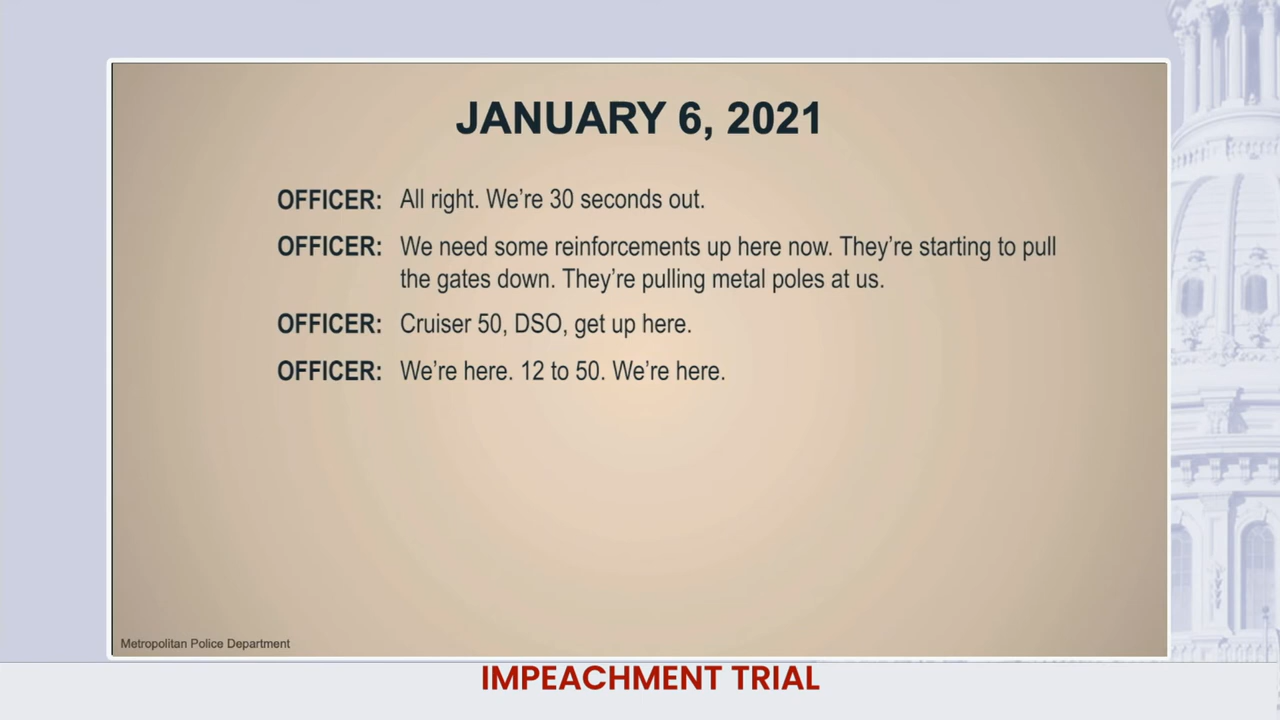 JANUARY 6, 2021
OFFICER: All right. We’re 30 seconds out.
OFFICER: We need some reinforcements up here now. They’re starting to pull
the gates down. They’re pulling metal poles at us.
OFFICER: Cruiser 50, DSO, get up here.
OFFICER: We’re here. 12 to 50. We’re here.
Metropolitan Police Department
IMPEACHMENT TRIAL